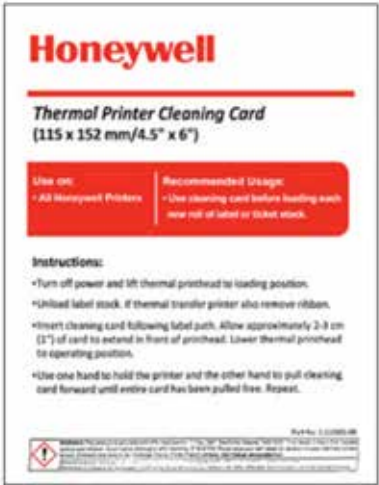 Honeywell
Thermal Printer Cleaning Card
(115 x 152 mm/4.5" x 6")
Use on:
• All Honeywell Printers
Recommended Usage:
• Use cleaning card before loading each
new roll of label or ticket stock.
Instructions:
•Turn off power and lift thermal printhead to loading position.
•Unload label stock. If thermal transfer printer also remove ribbon.
•Insert cleaning card following label path. Allow approximately 2-3 cm
(1") of card to extend in front of printhead. Lower thermal printhead
to operating position.
•Use one hand to hold the printer and the other hand to pull cleaning
card forward until entire card has been pulled free. Repeat.
Part No.